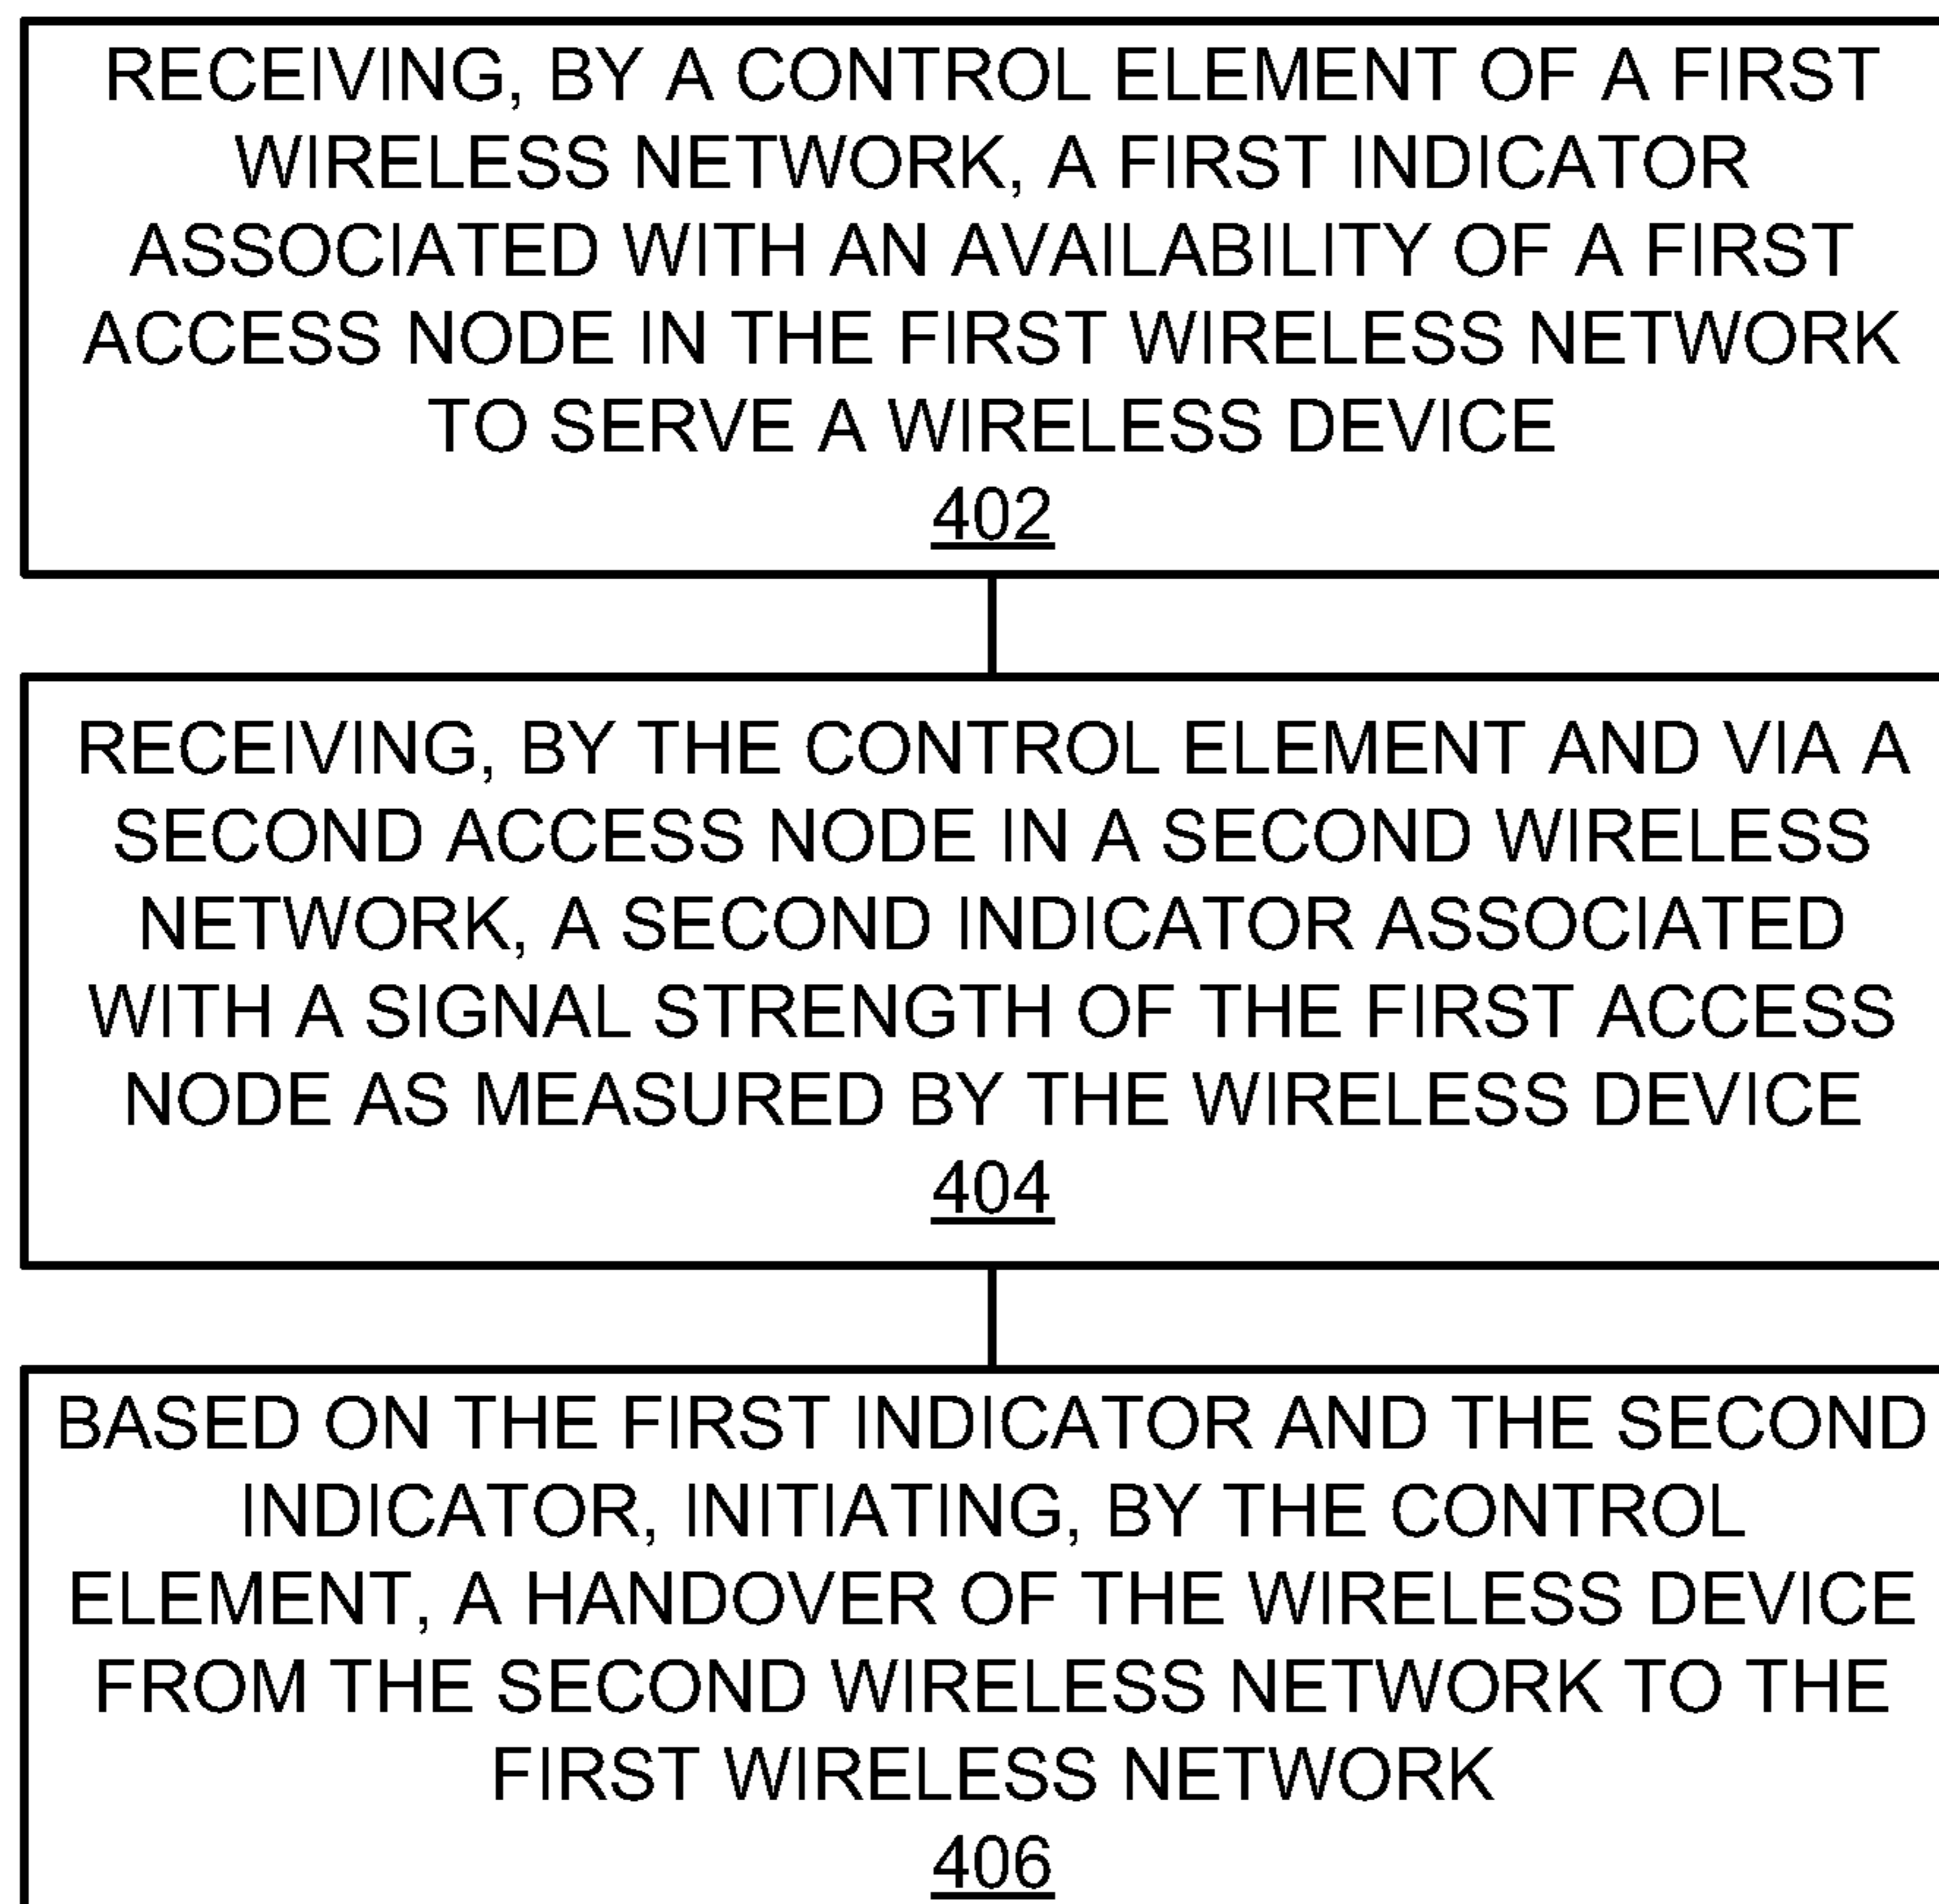 RECEIVING, BY A CONTROL ELEMENT OF A FIRST
WIRELESS NETWORK, A FIRST INDICATOR
ASSOCIATED WITH AN AVAILABILITY OF A FIRST
ACCESS NODE IN THE FIRST WIRELESS NETWORK
TO SERVE A WIRELESS DEVICE
402
RECEIVING, BY THE CONTROL ELEMENT AND VIA A
SECOND ACCESS NODE IN A SECOND WIRELESS
NETWORK, A SECOND INDICATOR ASSOCIATED
WITH A SIGNAL STRENGTH OF THE FIRST ACCESS
NODE AS MEASURED BY THE WIRELESS DEVICE
404
BASED ON THE FIRST INDICATOR AND THE SECOND
INDICATOR, INITIATING, BY THE CONTROL
ELEMENT, A HANDOVER OF THE WIRELESS DEVICE
FROM THE SECOND WIRELESS NETWORK TO THE
FIRST WIRELESS NETWORK
406